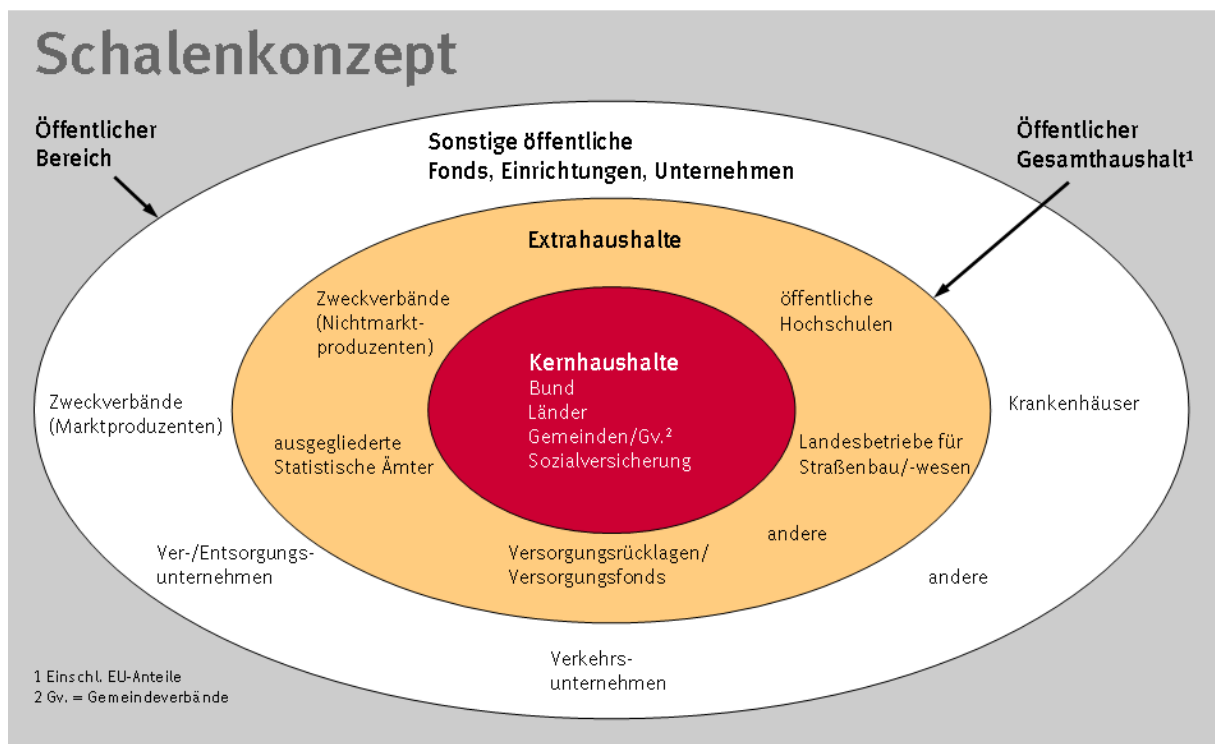 Schalenkonzept
Öffentlicher
Bereich
Sonstige öffentliche
Fonds, Einrichtungen, Unternehmen
Öffentlicher
Gesamthaushalt¹
Extrahaushalte
Zweckverbände
(Nichtmarkt-
produzenten)
öffentliche
Hochschulen
Kernhaushalte
Bund
Länder
Gemeinden/Gv.²
Sozialversicherung
Zweckverbände
(Marktproduzenten)
ausgegliederte
Statistische Ämter
Landesbetriebe für
Straßenbau/-wesen
Krankenhäuser
Ver-/Entsorgungs-
unternehmen
Versorgungsrücklagen/
Versorgungsfonds
andere
andere
Verkehrs-
unternehmen
1 Einschl. EU-Anteile
2 Gv. = Gemeindeverbände